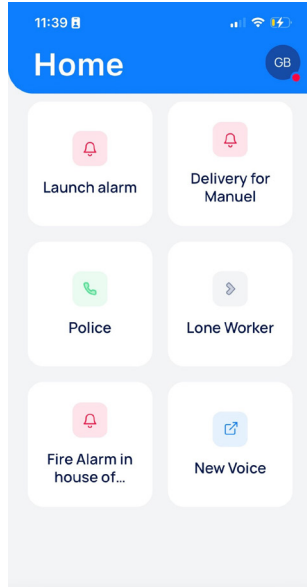 11:39
Home
GB
Launch alarm
Delivery for
Manuel
Police
Lone Worker
Fire Alarm in
house of...
New Voice